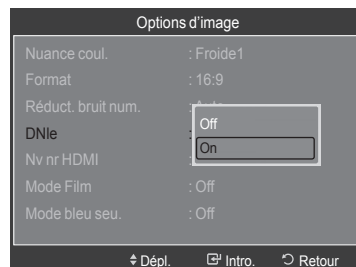 Options d’image
Nuance coul. : Froide1
Format : 16:9
Réduct. bruit num. :
DNIe : Off
On
Nv nr HDMI :
Mode Film : Off
Mode bleu seu. : Off
Dépl. Intro. Retour